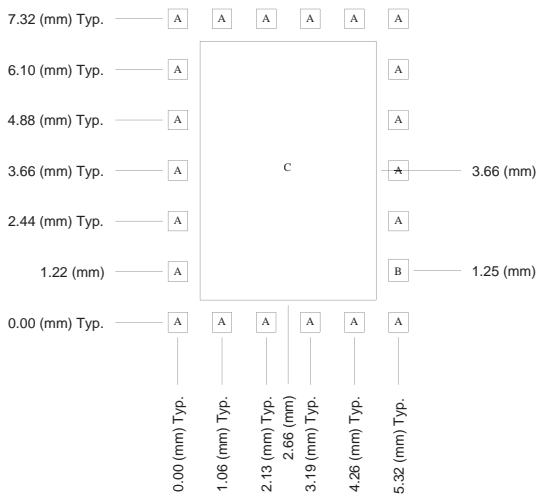 7.32 (mm) Typ. A A A A A A
6.10 (mm) Typ. A A
4.88 (mm) Typ. A A
3.66 (mm) Typ. A C A 3.66 (mm)
2.44 (mm) Typ. A A
1.22 (mm) A B 1.25 (mm)
0.00 (mm) Typ. A A A A A A
0.00 (mm) Typ.
1.06 (mm) Typ.
2.13 (mm) Typ.
2.66 (mm)
3.19 (mm) Typ.
4.26 (mm) Typ.
5.32 (mm) Typ.